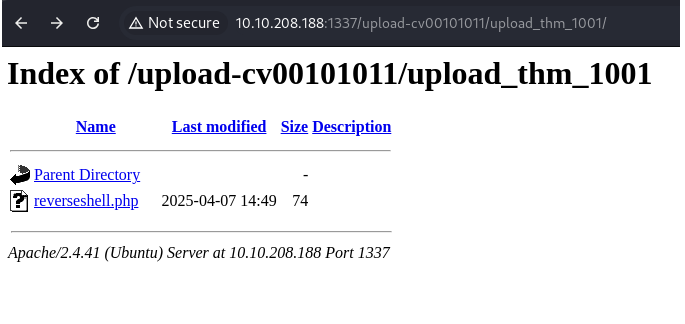 Not secure 10.10.208.188:1337/upload-cv00101011/upload_thm_1001/
Index of /upload-cv00101011/upload_thm_1001
Name Last modified Size Description
Parent Directory -
reverseshell.php 2025-04-07 14:49 74
Apache/2.4.41 (Ubuntu) Server at 10.10.208.188 Port 1337